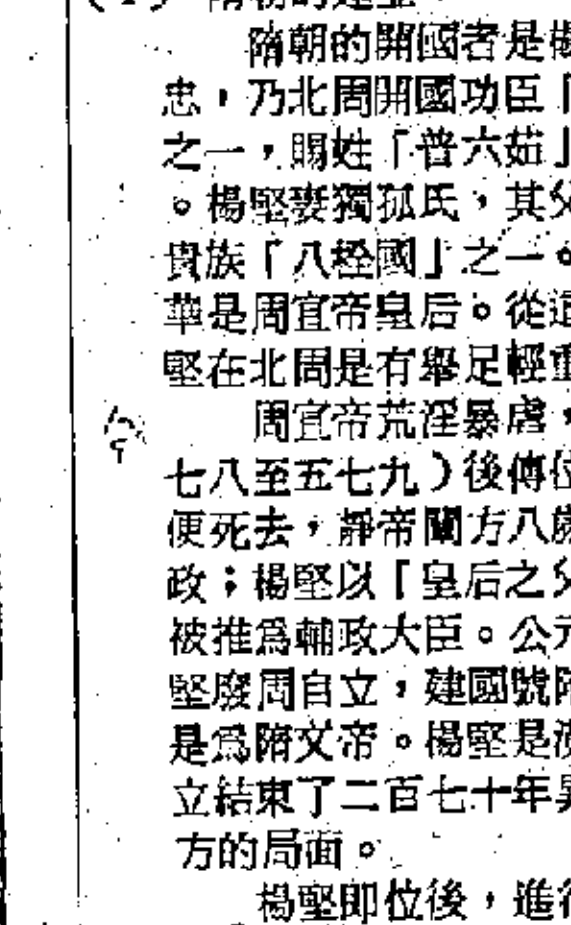 隋朝的開國者是楊
忠，乃北周開國功臣「
之一，賜姓「普六茹」
。楊堅妻獨孤氏，其父
貴族「八柱國」之一。
華是周宣帝皇后。從這
堅在北周是有舉足輕重
周宣帝荒淫暴虐，
七八至五七九）後傳位
便死去，靜帝闡方八歲
政；楊堅以「皇后之父
被推爲輔政大臣。公元
堅廢周自立，建國號隋
是爲隋文帝。楊堅是漢
立結束了二百七十年異
方的局面。
楊堅即位後，進行